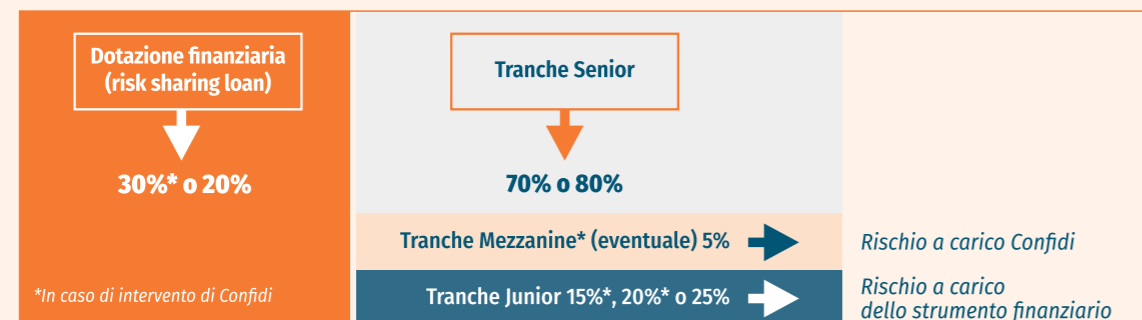 Dotazione finanziaria
(risk sharing loan)
30%* o 20%
*In caso di intervento di Confidi
Tranche Senior
70% o 80%
Tranche Mezzanine* (eventuale) 5%
Rischio a carico Confidi
Tranche Junior 15%*, 20%* o 25%
Rischio a carico
dello strumento finanziario